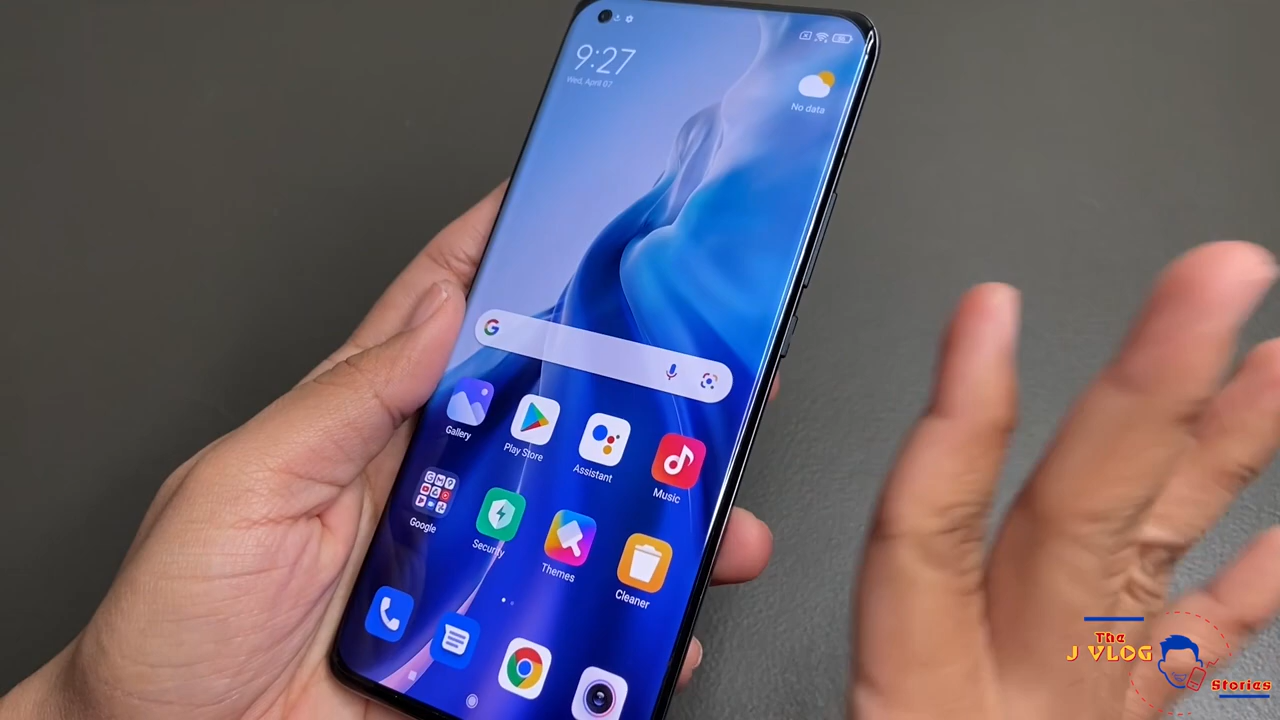 9:27
Wed, April 07
No data
Gallery
Play Store
Assistant
Music
Google
Security
Themes
Cleaner
The
J VLOG
Stories